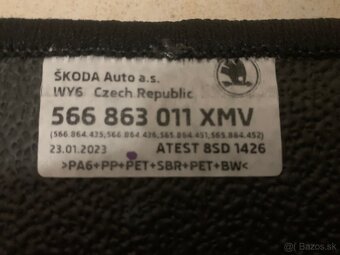 ŠKODA Auto a.s.
WY6 Czech Republic
566 863 011 XMV
(566.864.425,566.864.426,565.864.451,565.864.452)
23.01.2023 ATEST 8SD 1426
>PA6+PP+PET+SBR+PET+BW<
bazos.sk